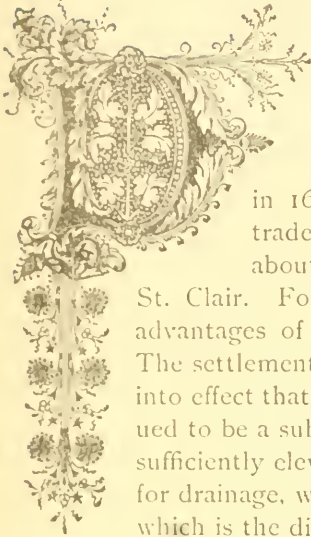 P
in 16
trade
about
St. Clair. Fo
advantages of
The settlement
into effect that
ued to be a sub
sufficiently elev
for drainage, w
which is the di